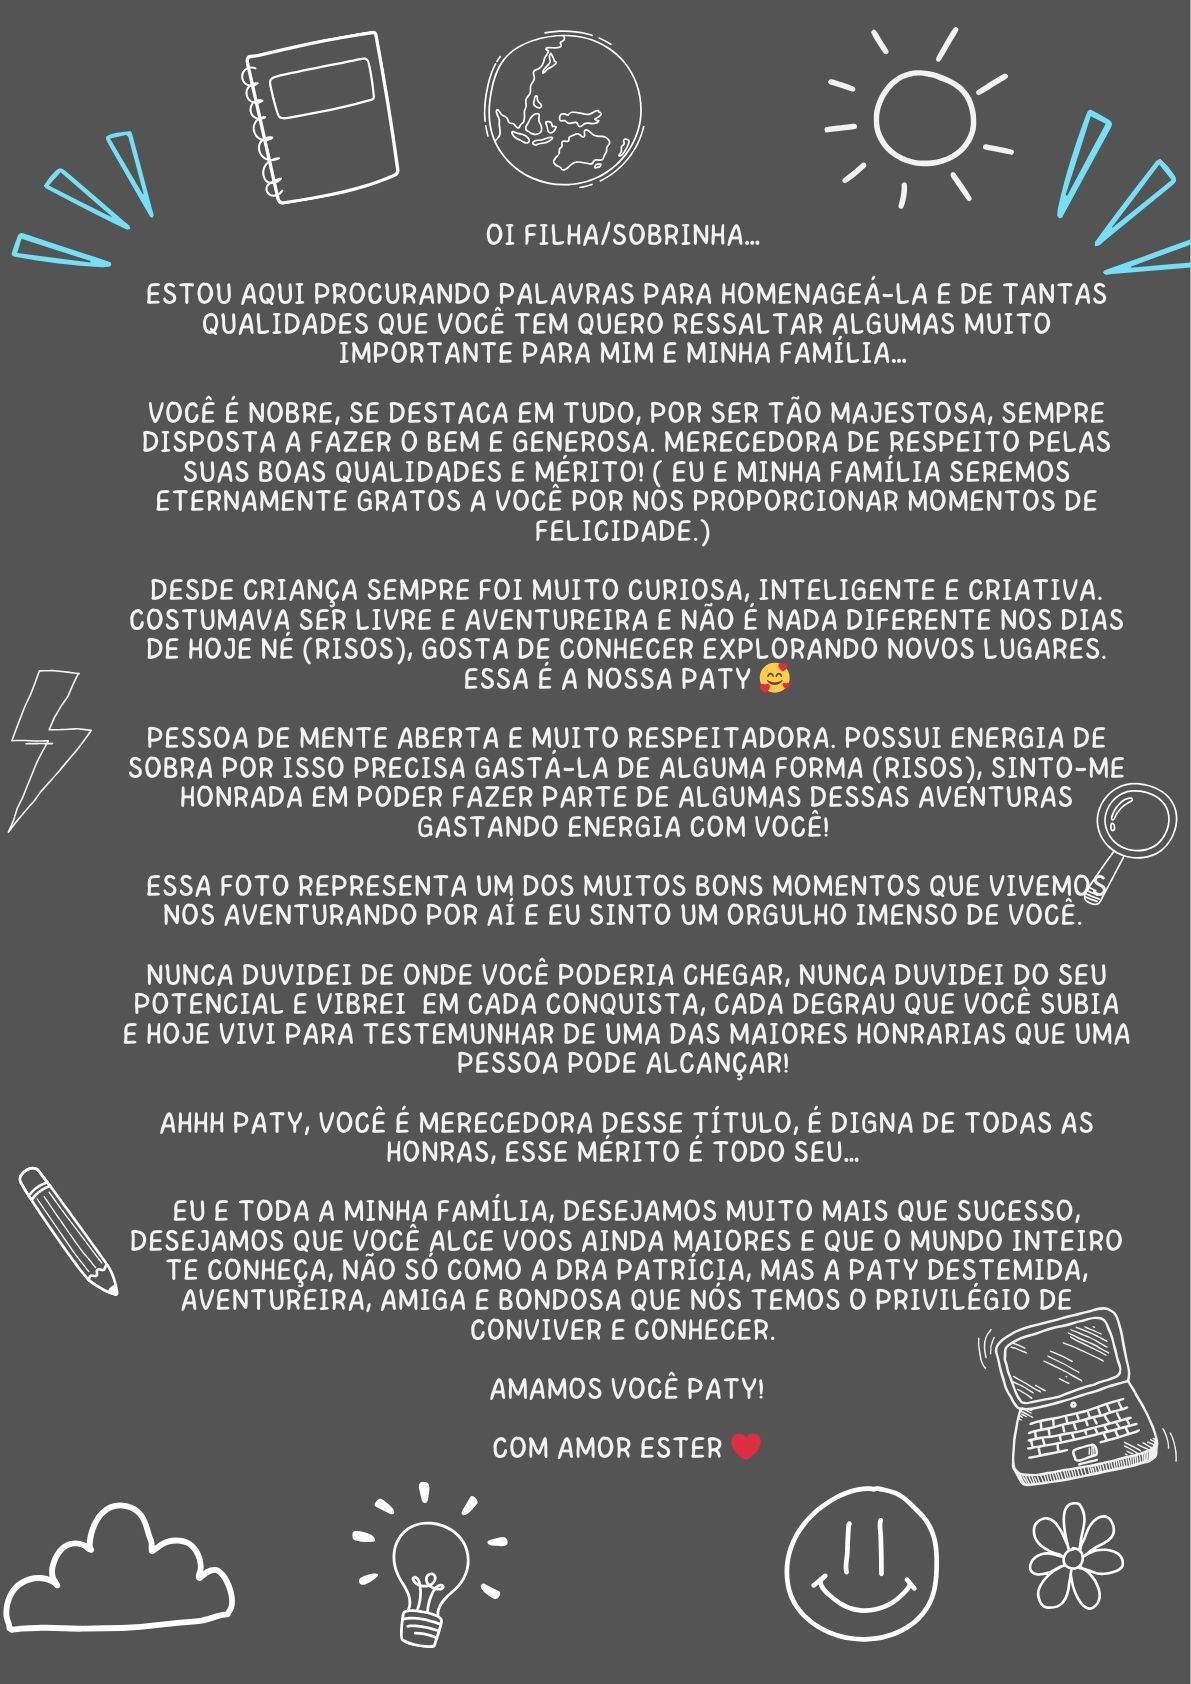 OI FILHA/SOBRINHA...
ESTOU AQUI PROCURANDO PALAVRAS PARA HOMENAGEÁ-LA E DE TANTAS
QUALIDADES QUE VOCÊ TEM QUERO RESSALTAR ALGUMAS MUITO
IMPORTANTE PARA MIM E MINHA FAMÍLIA...
VOCÊ É NOBRE, SE DESTACA EM TUDO, POR SER TÃO MAJESTOSA, SEMPRE
DISPOSTA A FAZER O BEM E GENEROSA. MERECEDORA DE RESPEITO PELAS
SUAS BOAS QUALIDADES E MÉRITO! ( EU E MINHA FAMÍLIA SEREMOS
ETERNAMENTE GRATOS A VOCÊ POR NOS PROPORCIONAR MOMENTOS DE
FELICIDADE.)
DESDE CRIANÇA SEMPRE FOI MUITO CURIOSA, INTELIGENTE E CRIATIVA.
COSTUMAVA SER LIVRE E AVENTUREIRA E NÃO É NADA DIFERENTE NOS DIAS
DE HOJE NÉ (RISOS), GOSTA DE CONHECER EXPLORANDO NOVOS LUGARES.
ESSA É A NOSSA PATY 🥰
PESSOA DE MENTE ABERTA E MUITO RESPEITADORA. POSSUI ENERGIA DE
SOBRA POR ISSO PRECISA GASTÁ-LA DE ALGUMA FORMA (RISOS), SINTO-ME
HONRADA EM PODER FAZER PARTE DE ALGUMAS DESSAS AVENTURAS
GASTANDO ENERGIA COM VOCÊ!
ESSA FOTO REPRESENTA UM DOS MUITOS BONS MOMENTOS QUE VIVEMOS
NOS AVENTURANDO POR AÍ E EU SINTO UM ORGULHO IMENSO DE VOCÊ.
NUNCA DUVIDEI DE ONDE VOCÊ PODERIA CHEGAR, NUNCA DUVIDEI DO SEU
POTENCIAL E VIBREI  EM CADA CONQUISTA, CADA DEGRAU QUE VOCÊ SUBIA
E HOJE VIVI PARA TESTEMUNHAR DE UMA DAS MAIORES HONRARIAS QUE UMA
PESSOA PODE ALCANÇAR!
AHHH PATY, VOCÊ É MERECEDORA DESSE TÍTULO, É DIGNA DE TODAS AS
HONRAS, ESSE MÉRITO É TODO SEU...
EU E TODA A MINHA FAMÍLIA, DESEJAMOS MUITO MAIS QUE SUCESSO,
DESEJAMOS QUE VOCÊ ALCE VOOS AINDA MAIORES E QUE O MUNDO INTEIRO
TE CONHEÇA, NÃO SÓ COMO A DRA PATRÍCIA, MAS A PATY DESTEMIDA,
AVENTUREIRA, AMIGA E BONDOSA QUE NÓS TEMOS O PRIVILÉGIO DE
CONVIVER E CONHECER.
AMAMOS VOCÊ PATY!
COM AMOR ESTER ❤